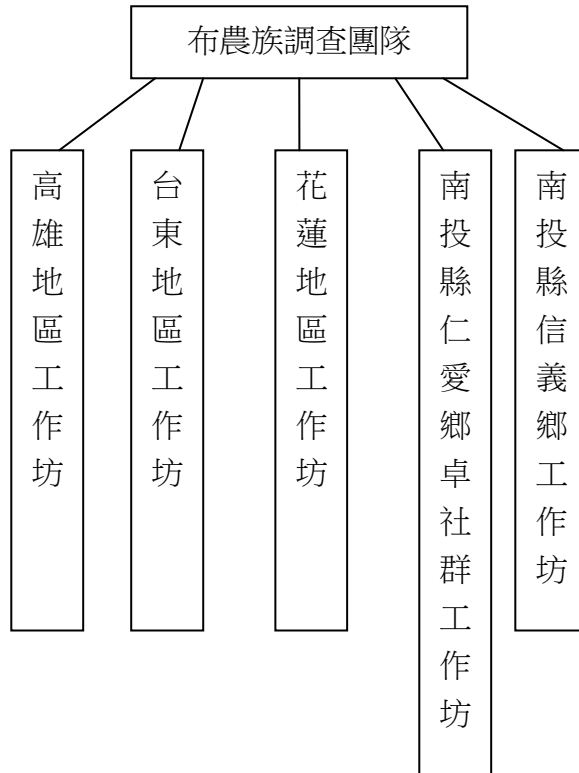 布農族調查團隊
高雄地區工作坊
台東地區工作坊
花蓮地區工作坊
南投縣仁愛鄉卓社群工作坊
南投縣信義鄉工作坊